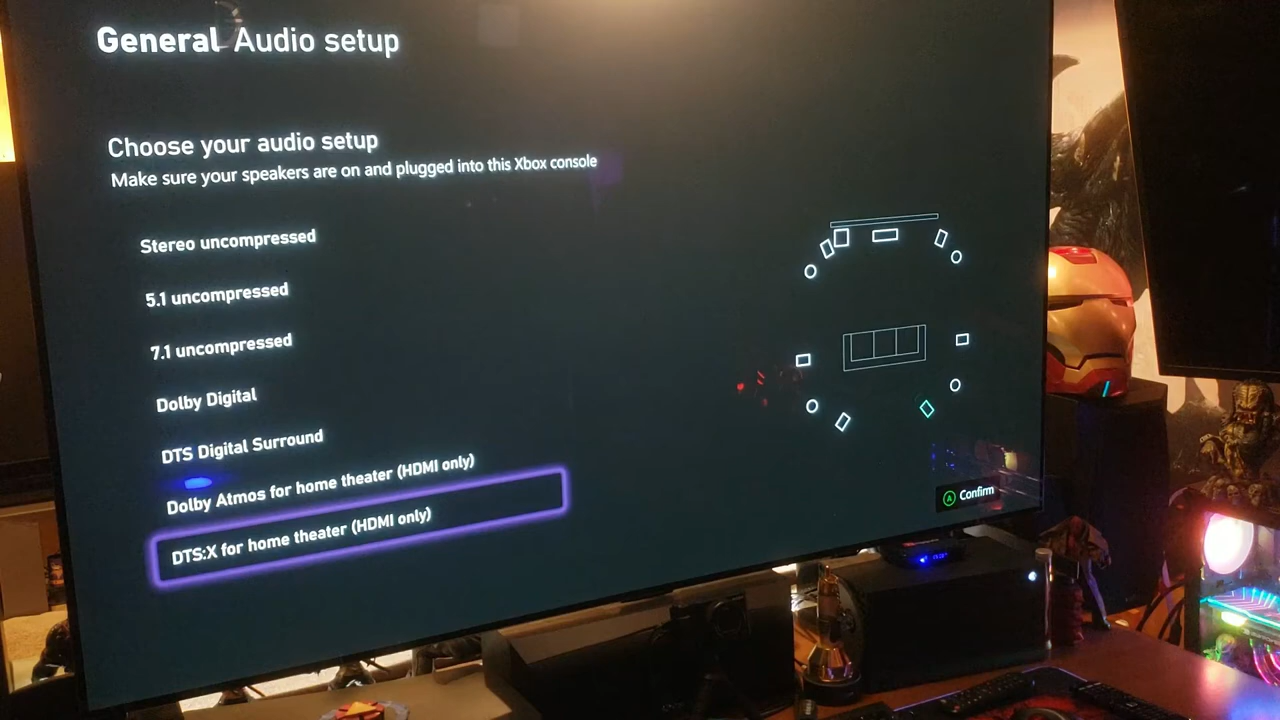 General Audio setup
Choose your audio setup
Make sure your speakers are on and plugged into this Xbox console
Stereo uncompressed
5.1 uncompressed
7.1 uncompressed
Dolby Digital
DTS Digital Surround
Dolby Atmos for home theater (HDMI only)
DTS:X for home theater (HDMI only)
A Confirm